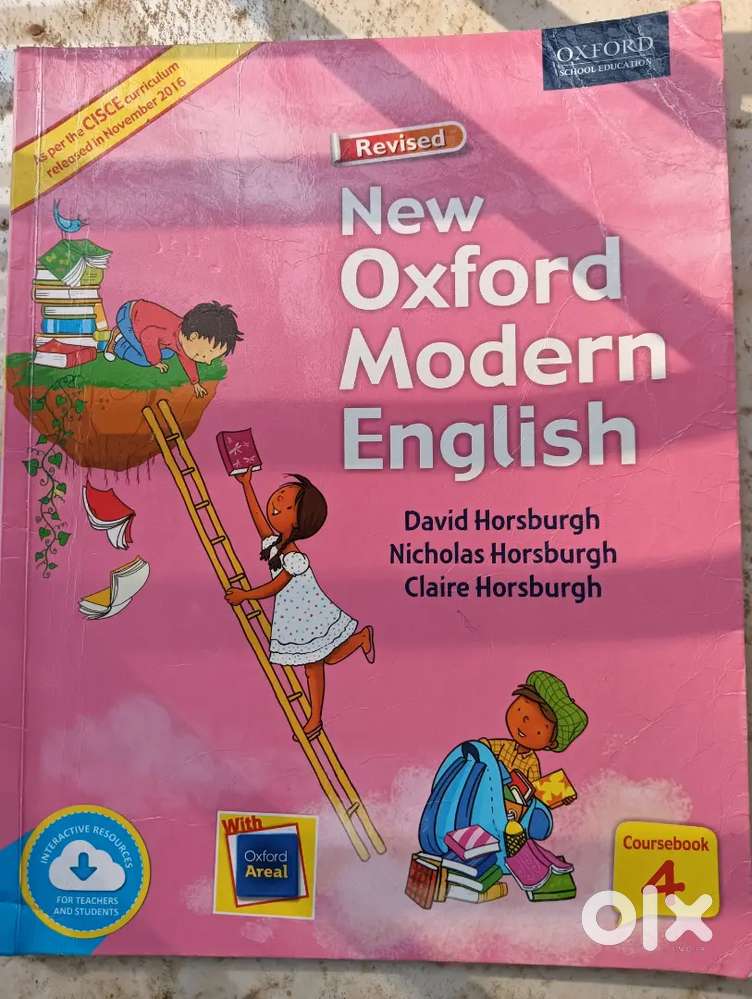 As per the CISCE curriculum
released in November 2016
OXFORD
SCHOOL EDUCATION
Revised
New
Oxford
Modern
English
David Horsburgh
Nicholas Horsburgh
Claire Horsburgh
INTERACTIVE RESOURCES
FOR TEACHERS
AND STUDENTS
With
Oxford
Areal
Coursebook
4
olx